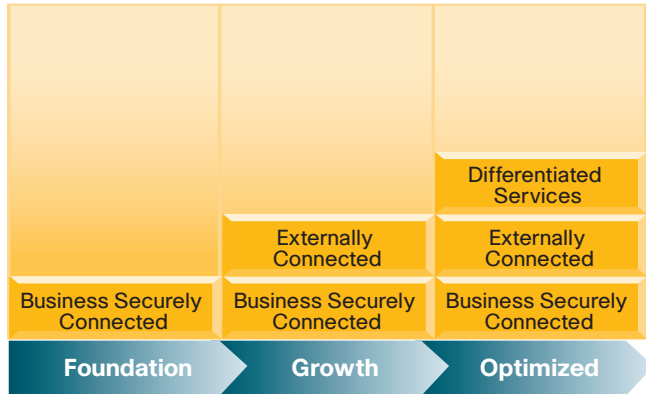 Differentiated
Services
Externally
Connected
Externally
Connected
Business Securely
Connected
Business Securely
Connected
Business Securely
Connected
Foundation
Growth
Optimized